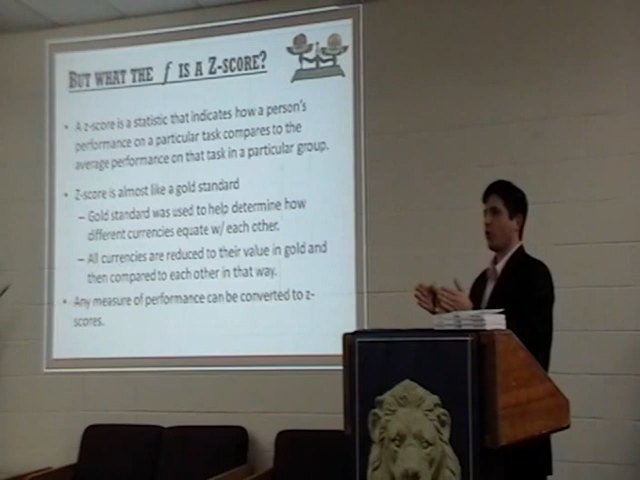 BUT WHAT THE f IS A Z-SCORE?
• A z-score is a statistic that indicates how a person's
performance on a particular task compares to the
average performance on that task in a particular group.
• Z-score is almost like a gold standard
– Gold standard was used to help determine how
different currencies equate w/ each other.
– All currencies are reduced to their value in gold and
then compared to each other in that way.
• Any measure of performance can be converted to z-
scores.